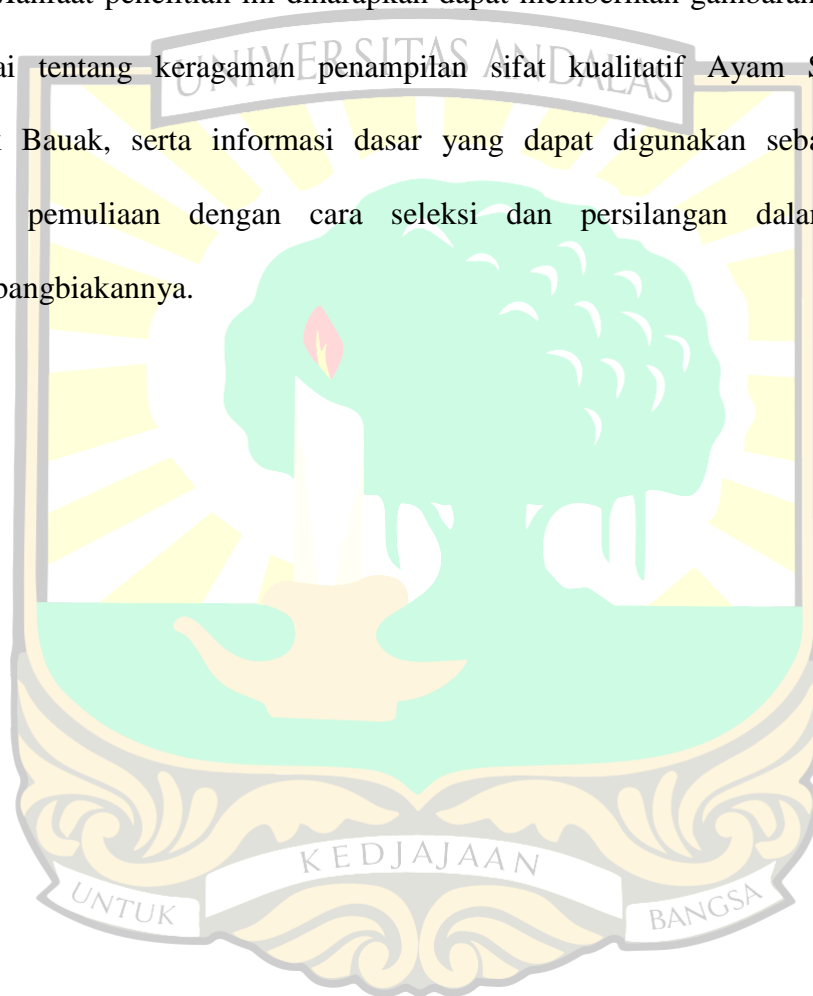 penelitian ini diharapkan dapat memberikan gambaran
UNIVERSITAS ANDALAS
tentang keragaman penampilan sifat kualitatif Ayam
Bauak, serta informasi dasar yang dapat digunakan
pemuliaan dengan cara seleksi dan persilangan
KEDJAJAAN
UNTUK BANGSA